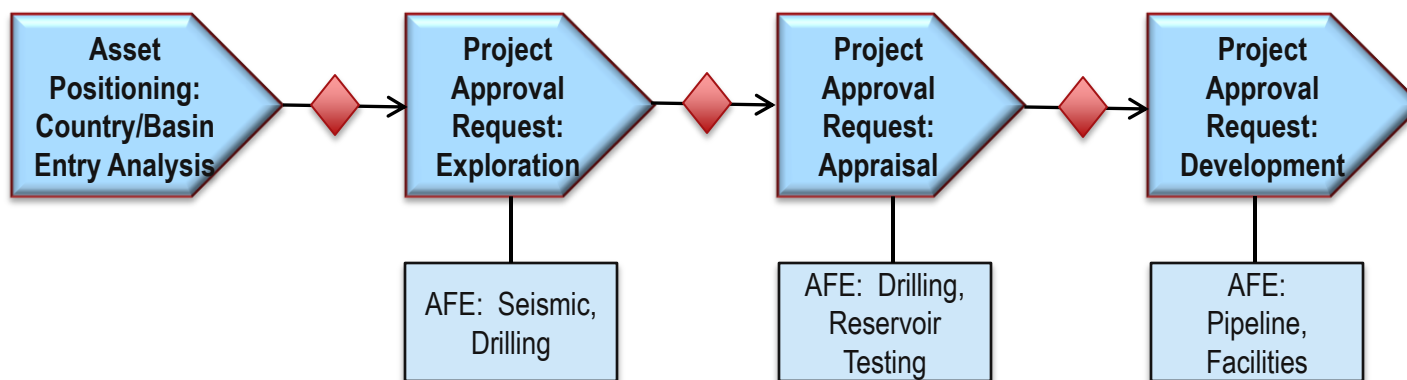 Asset
Positioning:
Country/Basin
Entry Analysis
Project
Approval
Request:
Exploration
Project
Approval
Request:
Appraisal
Project
Approval
Request:
Development
AFE: Seismic,
Drilling
AFE: Drilling,
Reservoir
Testing
AFE:
Pipeline,
Facilities